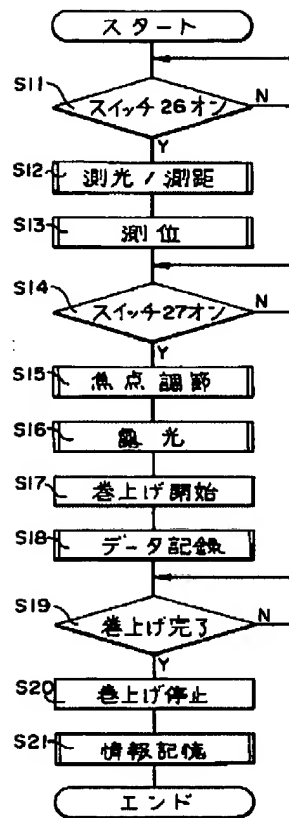 スタート
S11 スイッチ26オン N
Y
S12 測光/測距
S13 測位
S14 スイッチ27オン N
Y
S15 焦点調節
S16 露光
S17 巻上げ開始
S18 データ記録
S19 巻上げ完了 N
Y
S20 巻上げ停止
S21 情報記憶
エンド